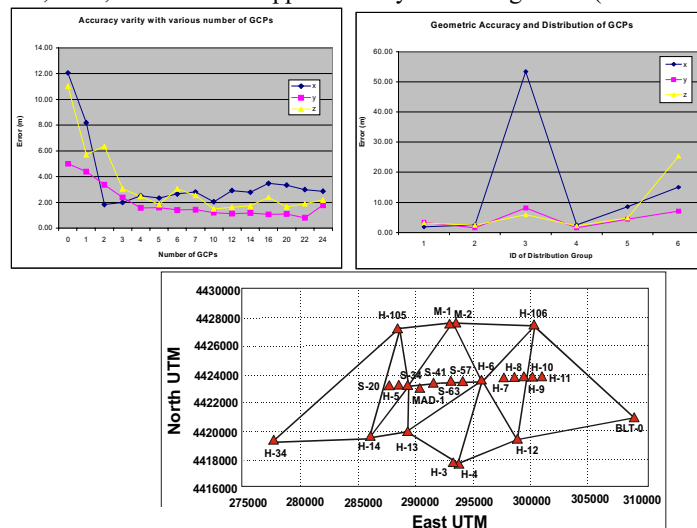 Accuracy varity with various number of GCPs
14.00
12.00
10.00
8.00
6.00
4.00
2.00
0.00
Error (m)
x
y
z
0 1 2 3 4 5 6 7 10 12 14 16 20 22 24
Number of GCPs
Geometric Accuracy and Distribution of GCPs
60.00
50.00
40.00
30.00
20.00
10.00
0.00
Error (m)
x
y
z
1 2 3 4 5 6
ID of Distribution Group
4430000
4428000
4426000
4424000
4422000
4420000
4418000
4416000
North UTM
H-105
M-1
M-2
H-106
S-34
S-41
S-57
H-6
H-8
H-10
S-20
H-5
MAD-1
S-63
H-7
H-9
H-11
H-34
H-14
H-13
H-3
H-4
H-12
BLT-0
275000 280000 285000 290000 295000 300000 305000 310000
East UTM